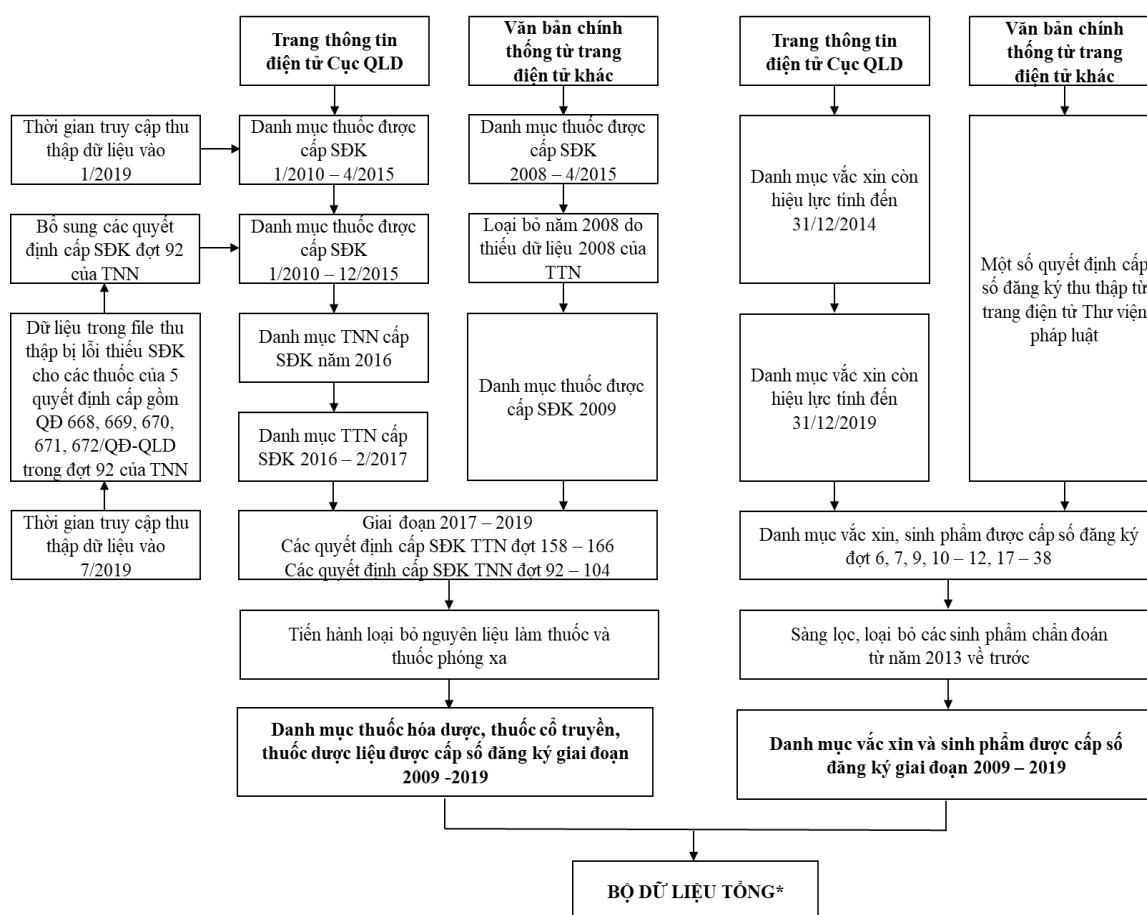 Trang thông tin
điện tử Cục QLD
Văn bản chính
thống từ trang
điện tử khác
Trang thông tin
điện tử Cục QLD
Văn bản chính
thống từ trang
điện tử khác
Thời gian truy cập thu
thập dữ liệu vào
1/2019
Danh mục thuốc được
cấp SĐK
1/2010 – 4/2015
Danh mục thuốc được
cấp SĐK
2008 – 4/2015
Danh mục vắc xin còn
hiệu lực tính đến
31/12/2014
Một số quyết định cấp
số đăng ký thu thập từ
trang điện tử Thư viện
pháp luật
Bổ sung các quyết
định cấp SĐK đợt 92
của TNN
Danh mục thuốc được
cấp SĐK
1/2010 – 12/2015
Loại bỏ năm 2008 do
thiếu dữ liệu 2008 của
TTN
Dữ liệu trong file thu
thập bị lỗi thiếu SĐK
cho các thuốc của 5
quyết định cấp gồm
QĐ 668, 669, 670,
671, 672/QĐ-QLD
trong đợt 92 của TNN
Danh mục TNN cấp
SĐK năm 2016
Danh mục thuốc được
cấp SĐK 2009
Danh mục vắc xin còn
hiệu lực tính đến
31/12/2019
Danh mục TTN cấp
SĐK 2016 – 2/2017
Thời gian truy cập thu
thập dữ liệu vào
7/2019
Giai đoạn 2017 – 2019
Các quyết định cấp SĐK TTN đợt 158 – 166
Các quyết định cấp SĐK TNN đợt 92 – 104
Danh mục vắc xin, sinh phẩm được cấp số đăng ký
đợt 6, 7, 9, 10 – 12, 17 – 38
Tiến hành loại bỏ nguyên liệu làm thuốc và
thuốc phóng xa
Sàng lọc, loại bỏ các sinh phẩm chẩn đoán
từ năm 2013 về trước
Danh mục thuốc hóa dược, thuốc cổ truyền,
thuốc dược liệu được cấp số đăng ký giai đoạn
2009 -2019
Danh mục vắc xin và sinh phẩm được cấp số
đăng ký giai đoạn 2009 – 2019
BỘ DỮ LIỆU TỔNG*